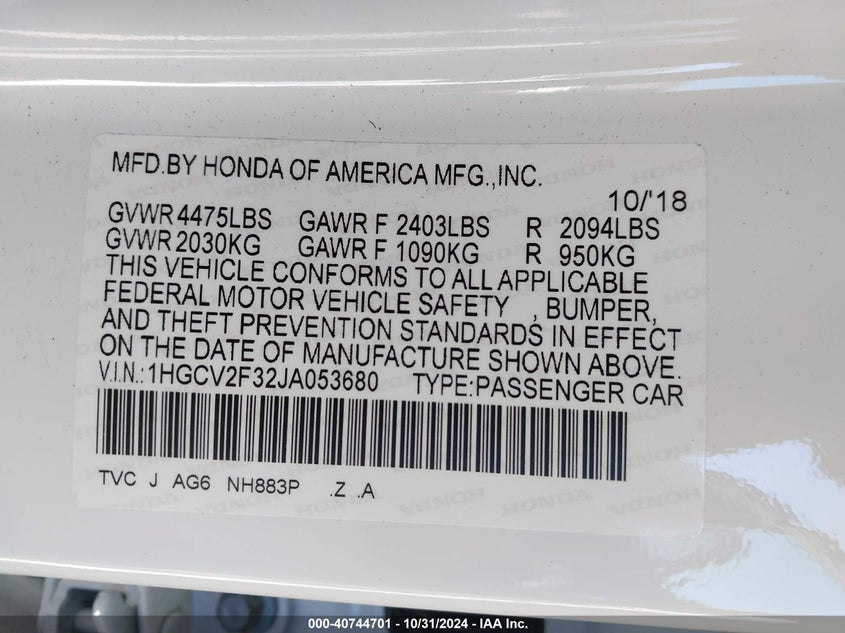 MFD.BY HONDA OF AMERICA MFG.,INC.
10/'18
GVWR 4475LBS GAWR F 2403LBS R 2094LBS
GVWR 2030KG GAWR F 1090KG R 950KG
THIS VEHICLE CONFORMS TO ALL APPLICABLE
FEDERAL MOTOR VEHICLE SAFETY , BUMPER,
AND THEFT PREVENTION STANDARDS IN EFFECT
ON THE DATE OF MANUFACTURE SHOWN ABOVE.
V.I.N.:1HGCV2F32JA053680 TYPE:PASSENGER CAR
TVC J AG6 NH883P .Z .A
HONDA
000-40744701 - 10/31/2024 - IAA Inc.